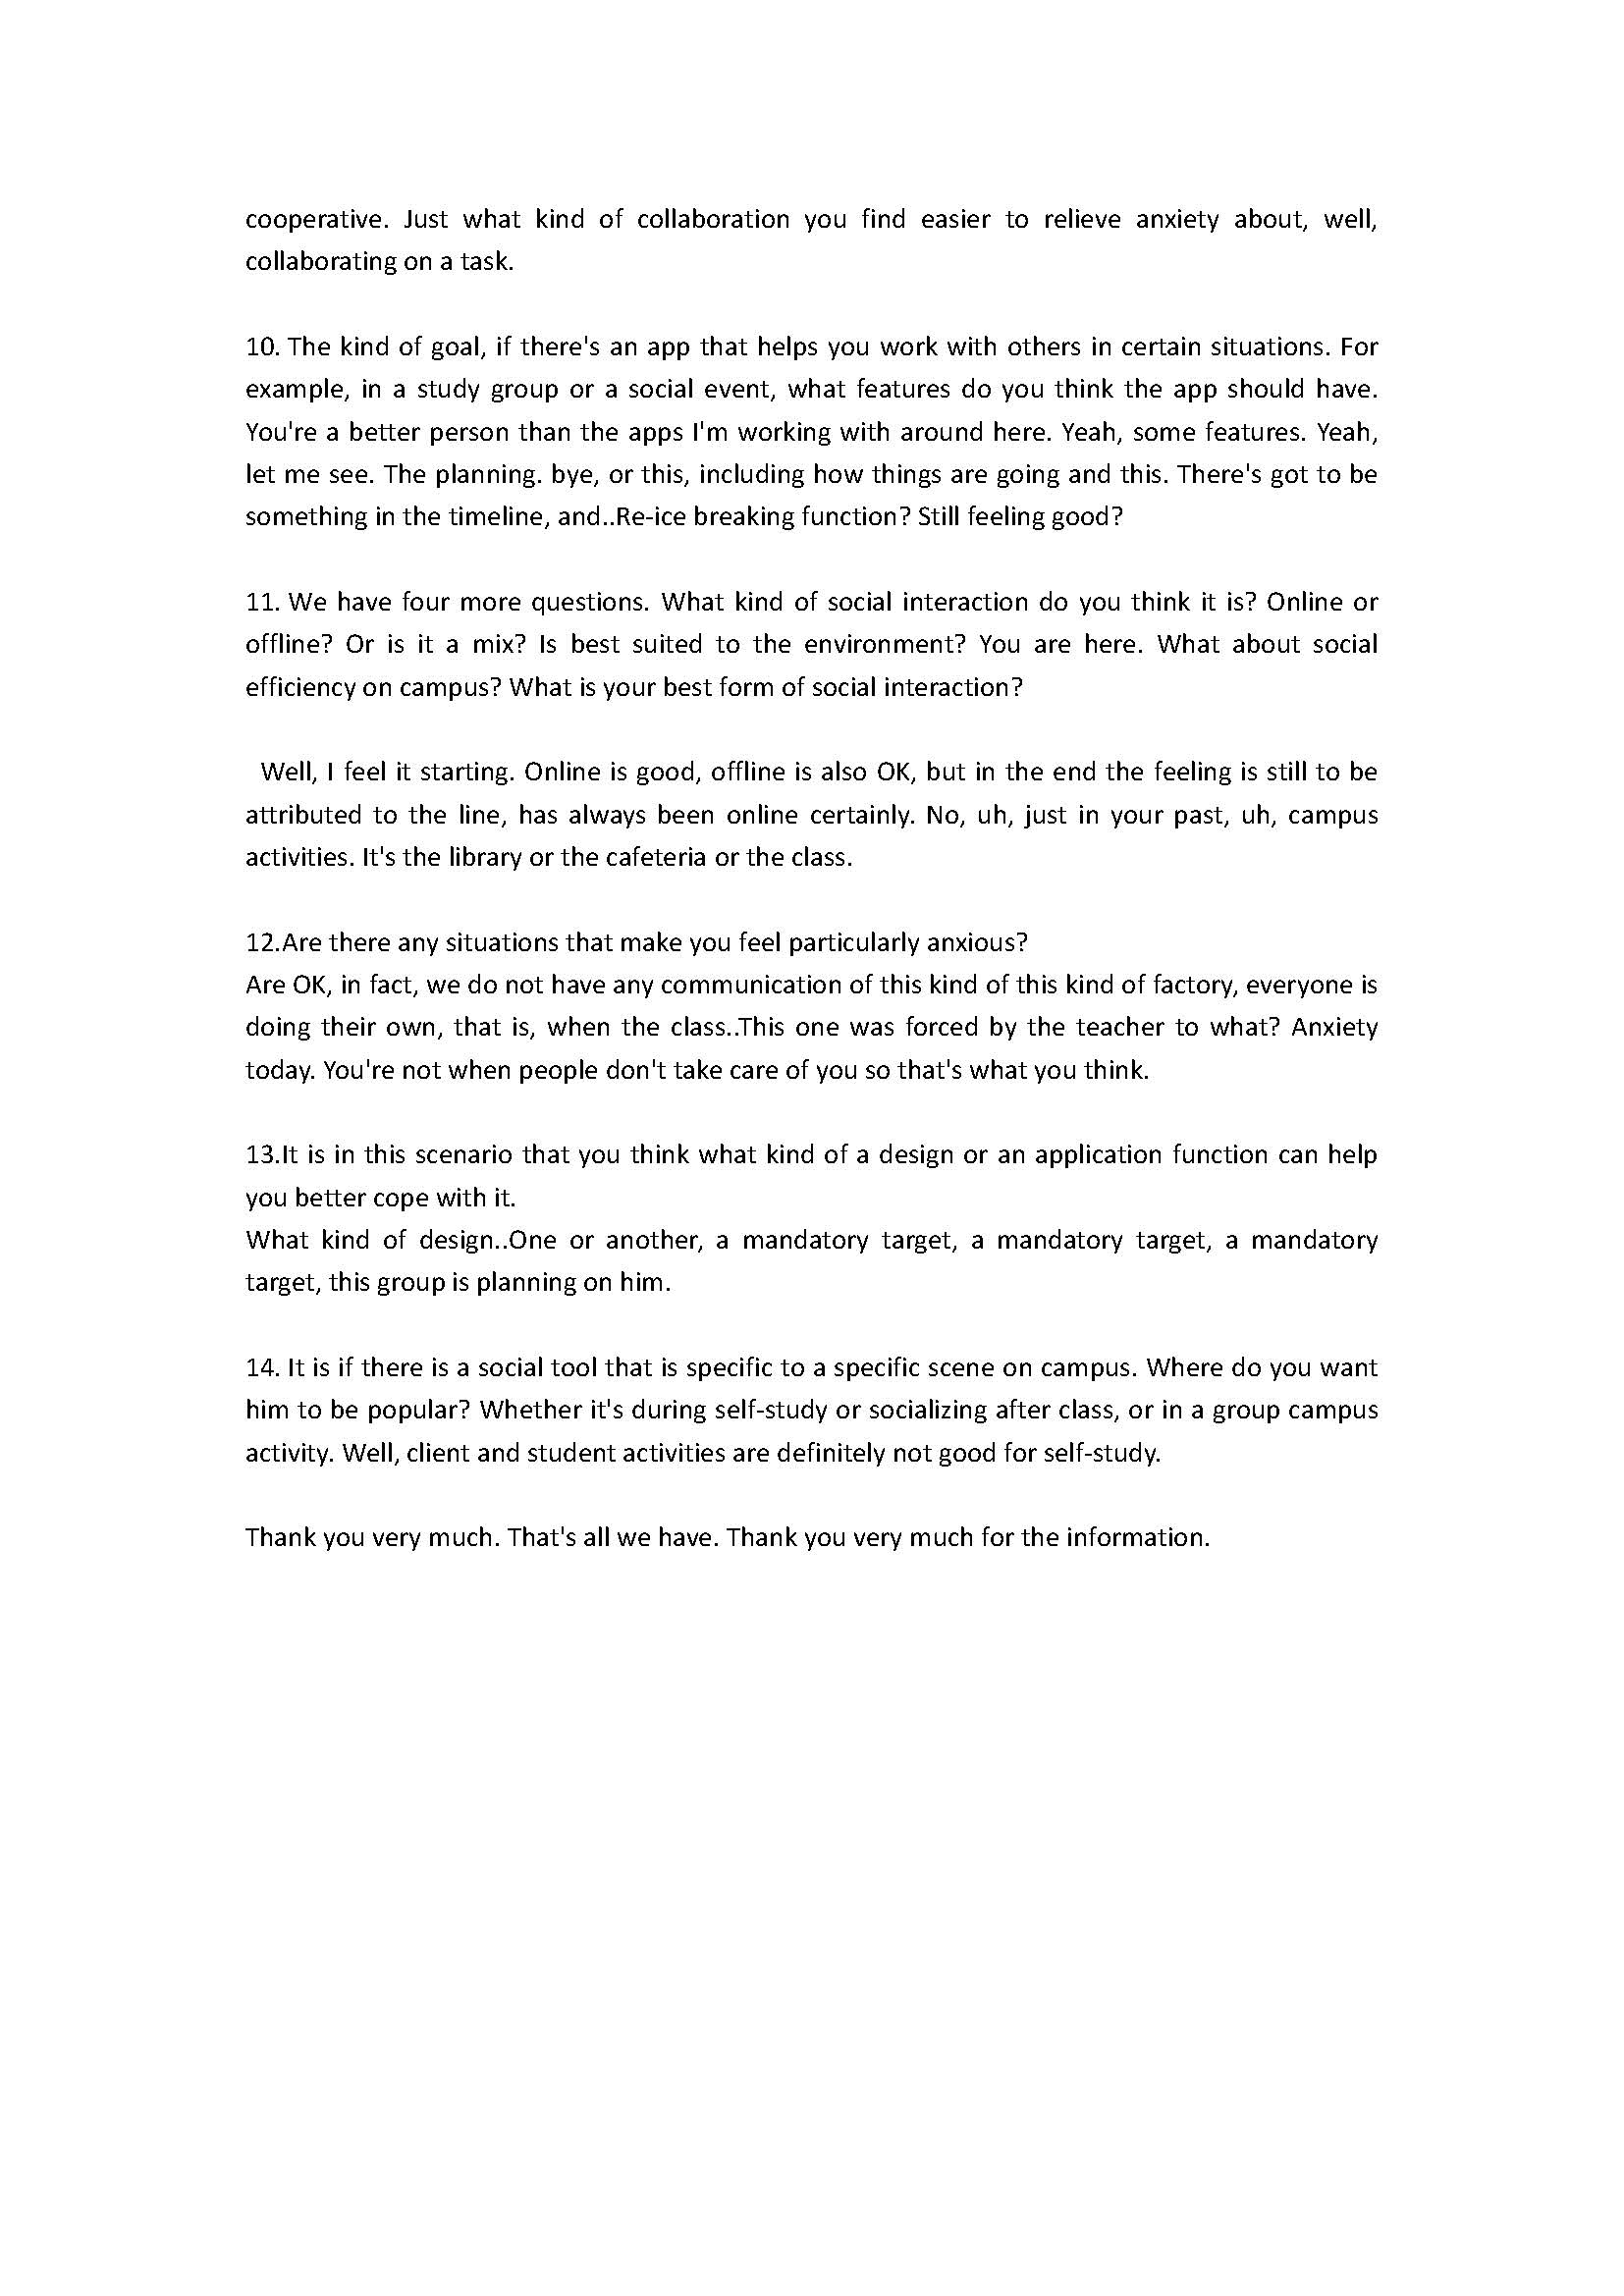 cooperative. Just what kind of collaboration you find easier to relieve anxiety about, well,
collaborating on a task.
10. The kind of goal, if there's an app that helps you work with others in certain situations. For
example, in a study group or a social event, what features do you think the app should have.
You're a better person than the apps I'm working with around here. Yeah, some features. Yeah,
let me see. The planning. bye, or this, including how things are going and this. There's got to be
something in the timeline, and..Re-ice breaking function? Still feeling good?
11. We have four more questions. What kind of social interaction do you think it is? Online or
offline? Or is it a mix? Is best suited to the environment? You are here. What about social
efficiency on campus? What is your best form of social interaction?
Well, I feel it starting. Online is good, offline is also OK, but in the end the feeling is still to be
attributed to the line, has always been online certainly. No, uh, just in your past, uh, campus
activities. It's the library or the cafeteria or the class.
12.Are there any situations that make you feel particularly anxious?
Are OK, in fact, we do not have any communication of this kind of this kind of factory, everyone is
doing their own, that is, when the class..This one was forced by the teacher to what? Anxiety
today. You're not when people don't take care of you so that's what you think.
13.It is in this scenario that you think what kind of a design or an application function can help
you better cope with it.
What kind of design..One or another, a mandatory target, a mandatory target, a mandatory
target, this group is planning on him.
14. It is if there is a social tool that is specific to a specific scene on campus. Where do you want
him to be popular? Whether it's during self-study or socializing after class, or in a group campus
activity. Well, client and student activities are definitely not good for self-study.
Thank you very much. That's all we have. Thank you very much for the information.